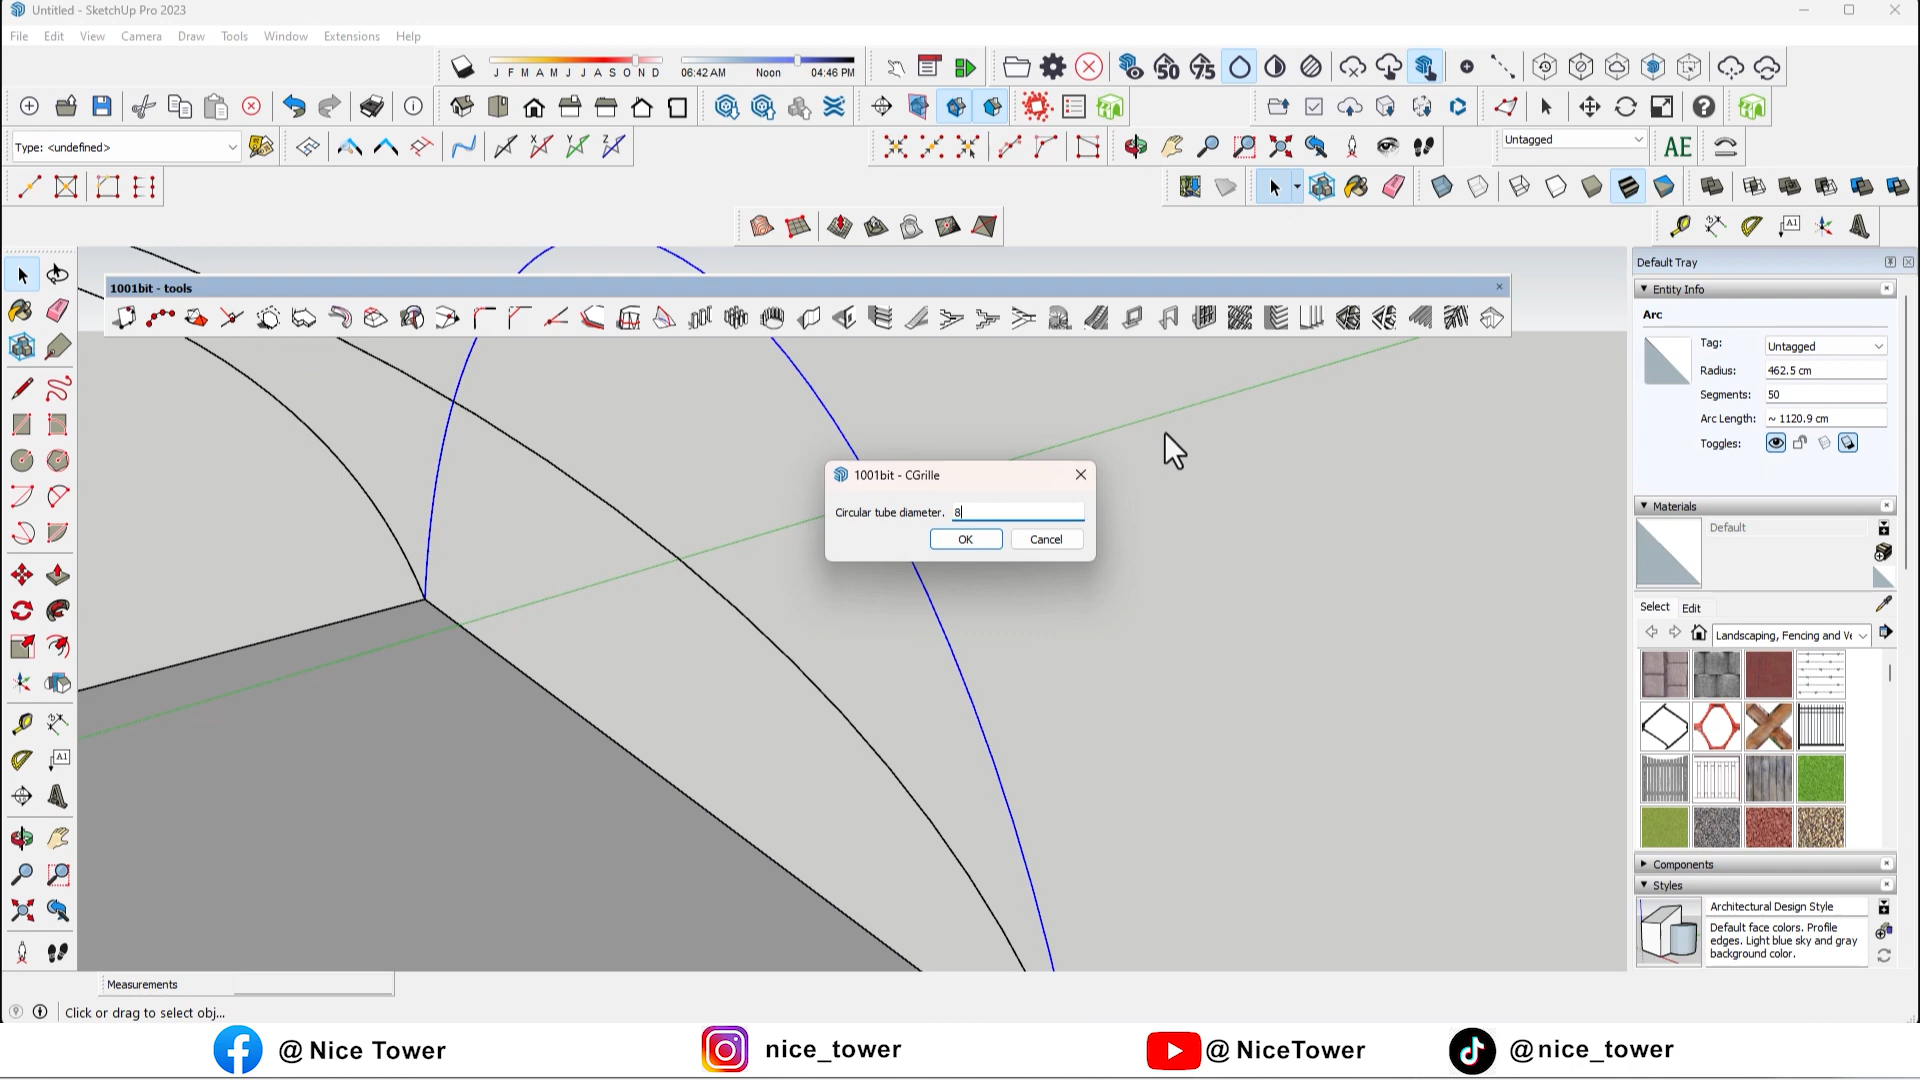 Untitled - SketchUp Pro 2023
File Edit View Camera Draw Tools Window Extensions Help
J F M A M J J A S O N D 06:42 AM Noon 04:46 PM
50 75
Type: <undefined>
Untagged
AE
X Y Z
A1
Default Tray
1001bit - tools
Entity Info
Arc
Tag: Untagged
Radius: 462.5 cm
Segments: 50
Arc Length: ~ 1120.9 cm
Toggles:
1001bit - CGrille
Circular tube diameter. 8
OK Cancel
Materials
Default
Select Edit
Landscaping, Fencing and Ve
A1
Components
Styles
Architectural Design Style
Default face colors. Profile
edges. Light blue sky and gray
background color.
Measurements
Click or drag to select obj...
@ Nice Tower nice_tower @ NiceTower @nice_tower